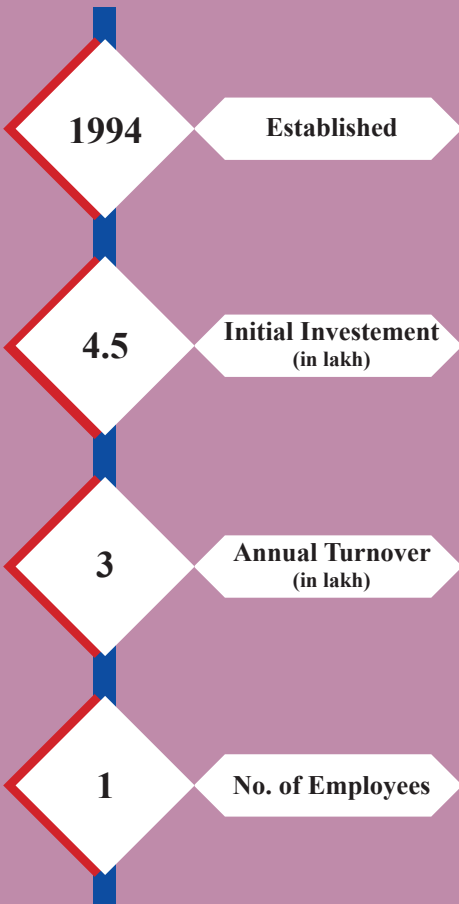 1994
Established
4.5
Initial Investement
(in lakh)
3
Annual Turnover
(in lakh)
1
No. of Employees